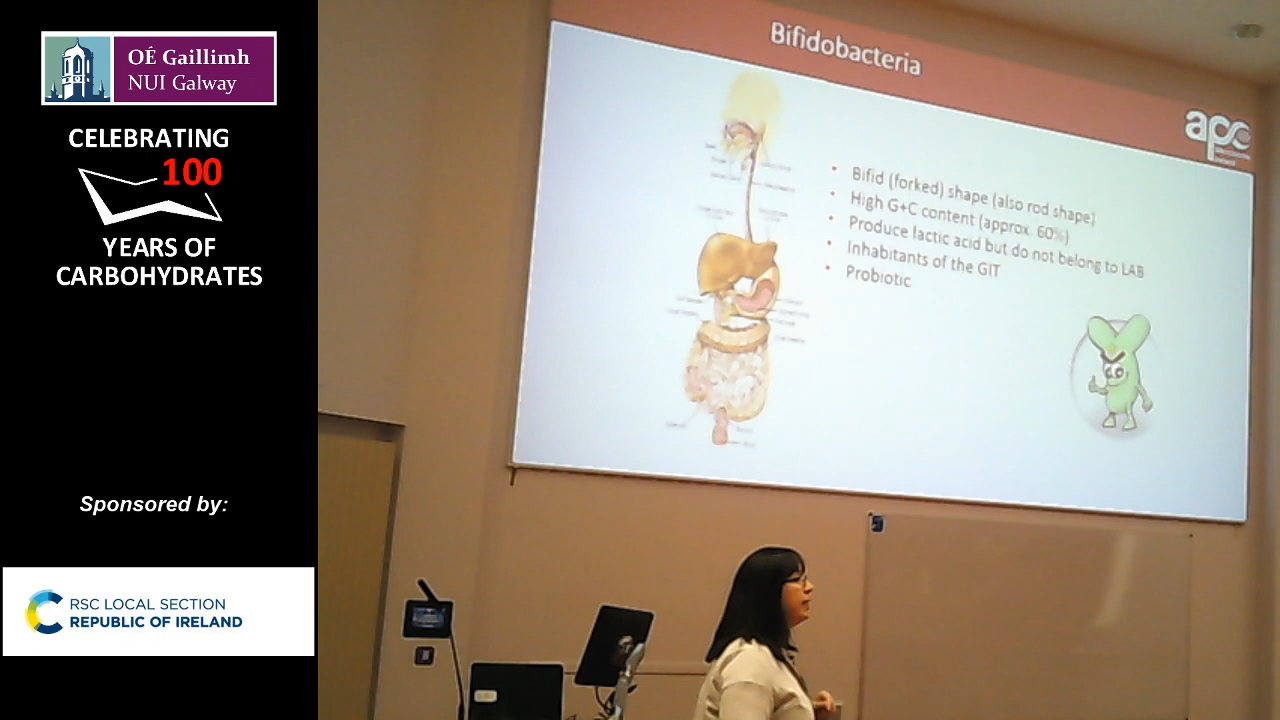 OÉ Gaillimh
NUI Galway
CELEBRATING
100
YEARS OF
CARBOHYDRATES
Sponsored by:
RSC LOCAL SECTION
REPUBLIC OF IRELAND
Bifidobacteria
apc
• Bifid (forked) shape (also rod shape)
• High G+C content (approx. 60%)
• Produce factic acid but do not belong to LAB
• Inhabitants of the GIT
• Probiotic